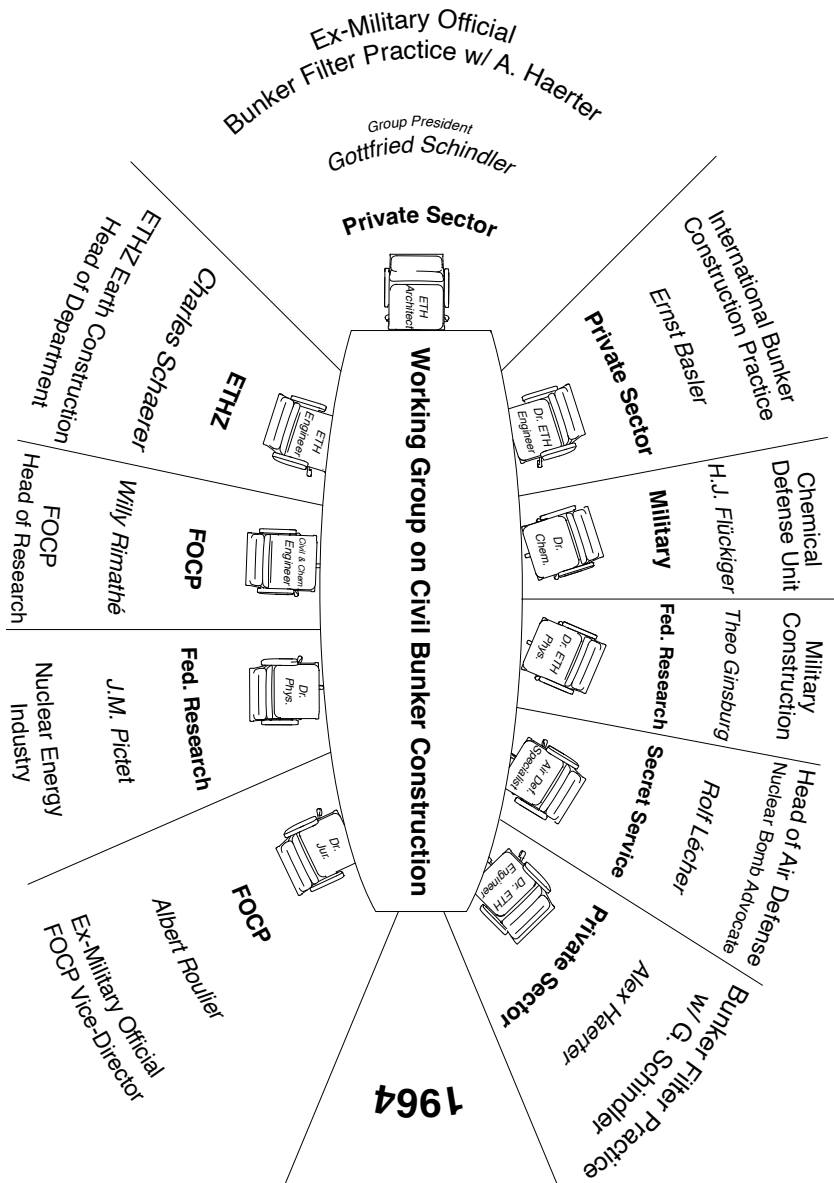 Ex-Military Official
Bunker Filter Practice w/ A. Haerter
Group President
Gottfried Schindler
Private Sector
ETH
Architect
Working Group on Civil Bunker Construction
International Bunker
Construction Practice
Ernst Basler
Private Sector
Dr. ETH
Engineer
Chemical
Defense Unit
H.J. Flückiger
Military
Dr.
Chem.
Military
Construction
Theo Ginsburg
Fed. Research
Dr. ETH
Phys.
Head of Air Defense
Nuclear Bomb Advocate
Rolf Lécher
Secret Service
Air Def.
Specialist
Bunker Filter Practice
w/ G. Schindler
Alex Haerter
Private Sector
Dr. ETH
Engineer
1964
Ex-Military Official
FOCP Vice-Director
Albert Roulier
FOCP
Dr.
Jur.
Nuclear Energy
Industry
J.M. Pictet
Fed. Research
Dr.
Phys.
FOCP
Head of Research
Willy Rimathé
FOCP
Civil & Chem
Engineer
ETHZ Earth Construction
Head of Department
Charles Schaerer
ETHZ
ETH
Engineer